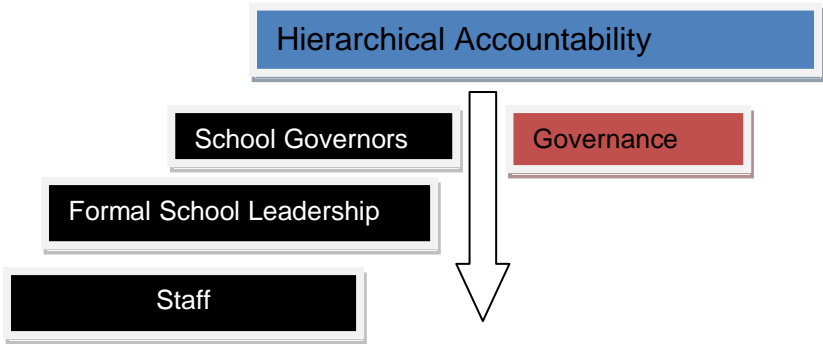 Hierarchical Accountability
School Governors
Governance
Formal School Leadership
Staff